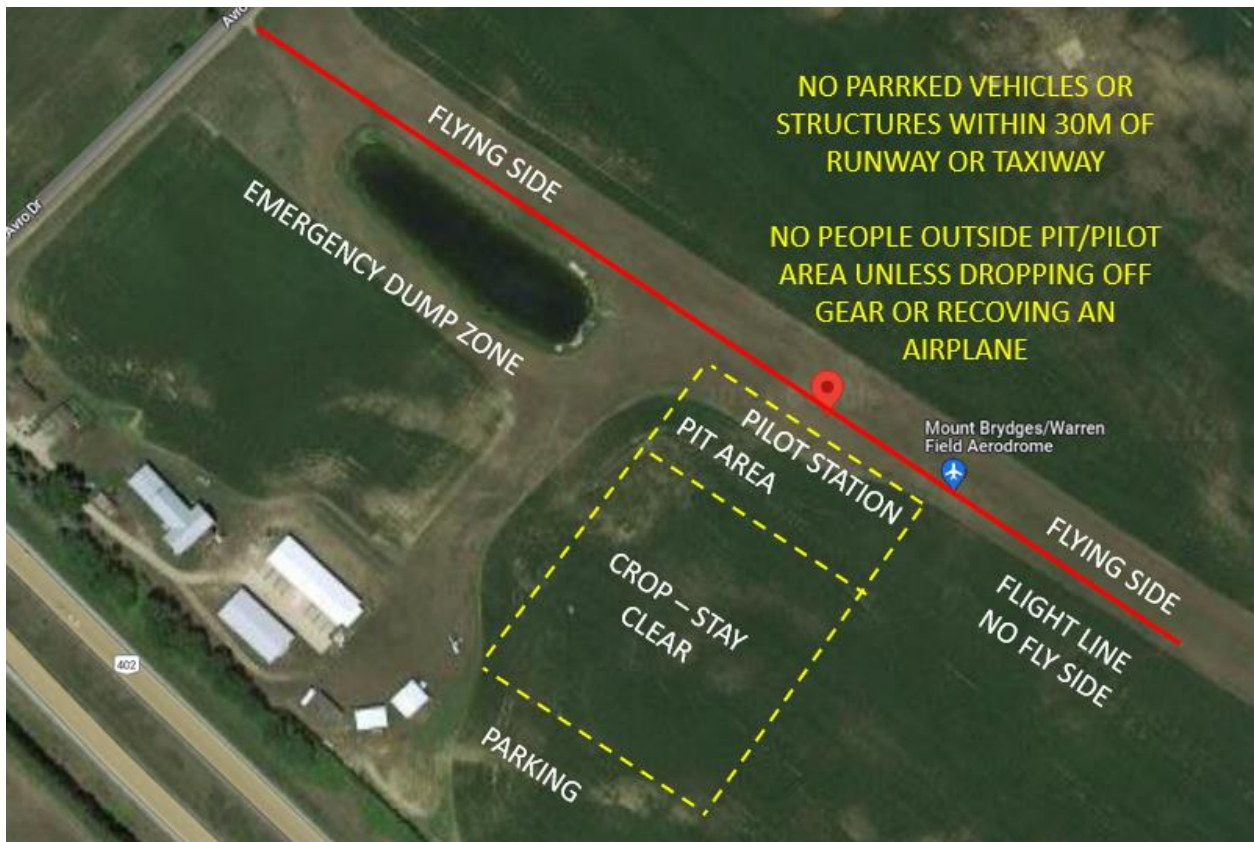 Avro
NO PARRKED VEHICLES OR
STRUCTURES WITHIN 30M OF
RUNWAY OR TAXIWAY
FLYING SIDE
EMERGENCY DUMP ZONE
Avro Dr
NO PEOPLE OUTSIDE PIT/PILOT
AREA UNLESS DROPPING OFF
GEAR OR RECOVING AN
AIRPLANE
PILOT STATION
PIT AREA
Mount Brydges/Warren
Field Aerodrome
FLYING SIDE
FLIGHT LINE
NO FLY SIDE
CROP – STAY
CLEAR
402
PARKING